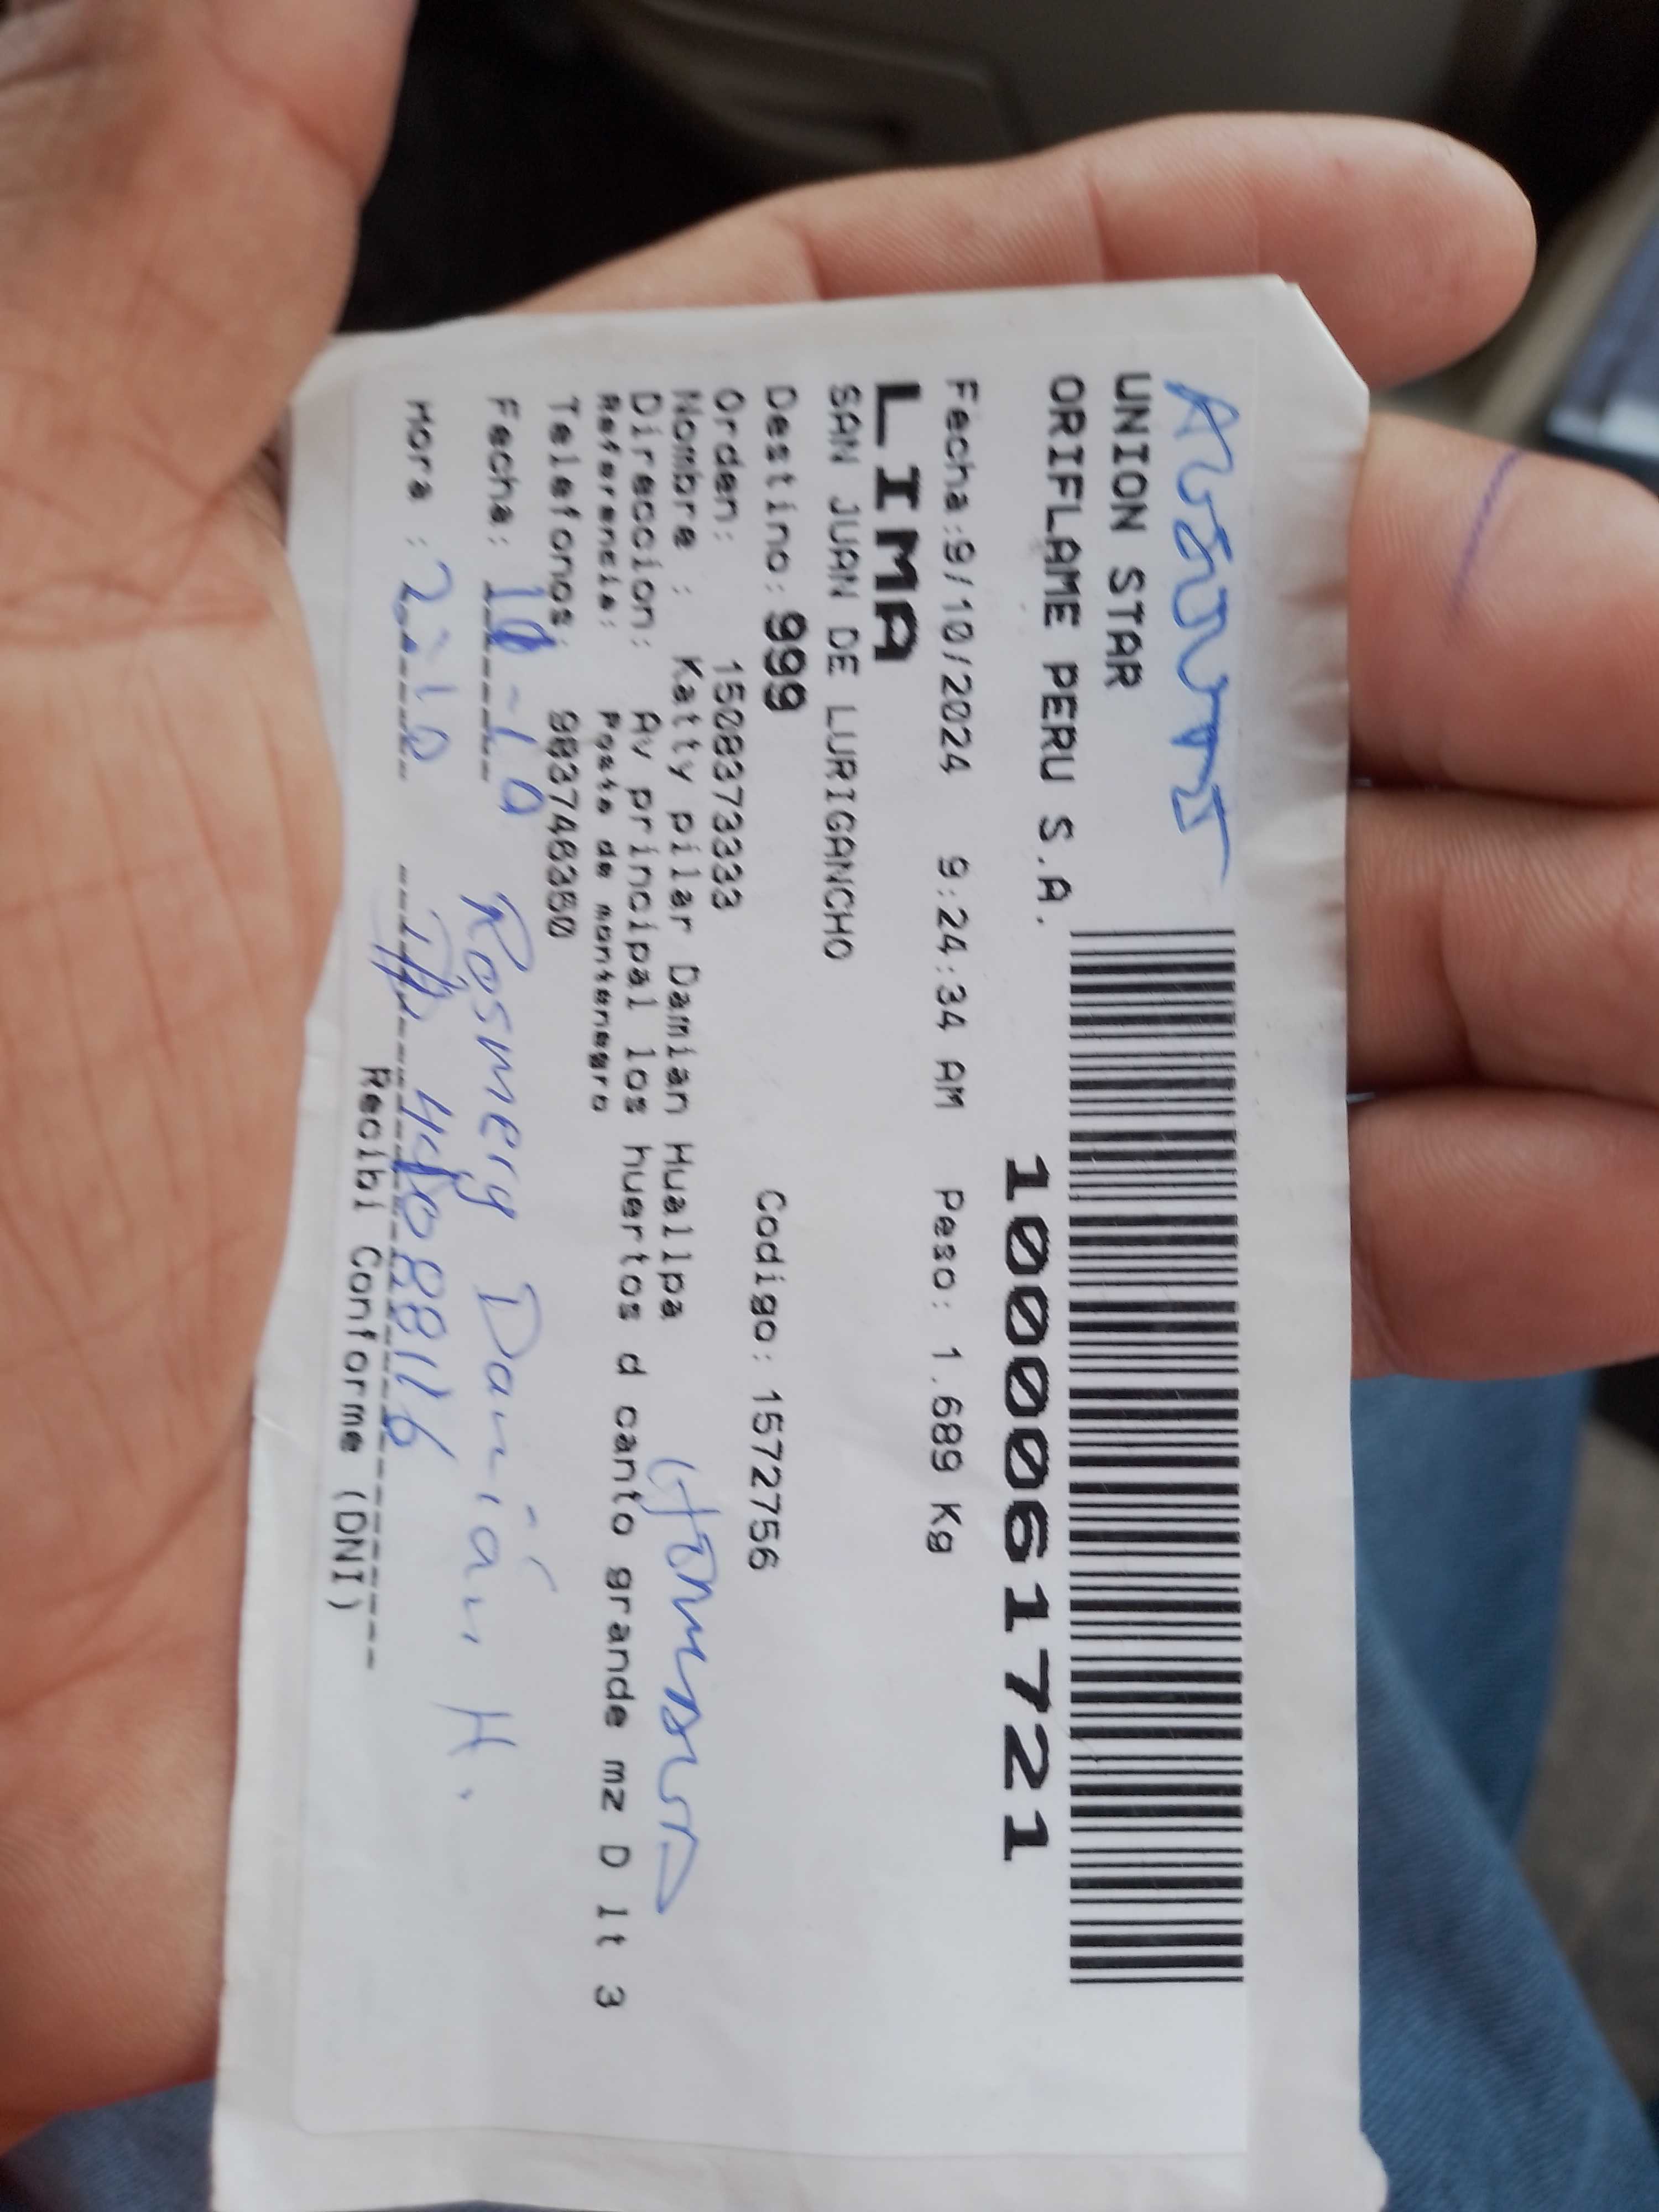 UNION STAR
ORIFLAME PERU S.A.
1000061721
Fecha:9/10/2024 9:24:34 AM Peso: 1.689 Kg
LIMA
SAN JUAN DE LURIGANCHO
Destino: 999 Codigo: 1572756
Orden: 1508373333
Nombre : Katty pilar Damian Huallpa
Direccion: Av principal los huertos d canto grande mz D lt 3
Referencia: Posta de montenegro
Telefonos: 983746350
Fecha: 10-10 Rosmery Damian H.
Hora : 2:10
Recibi Conforme (DNI)